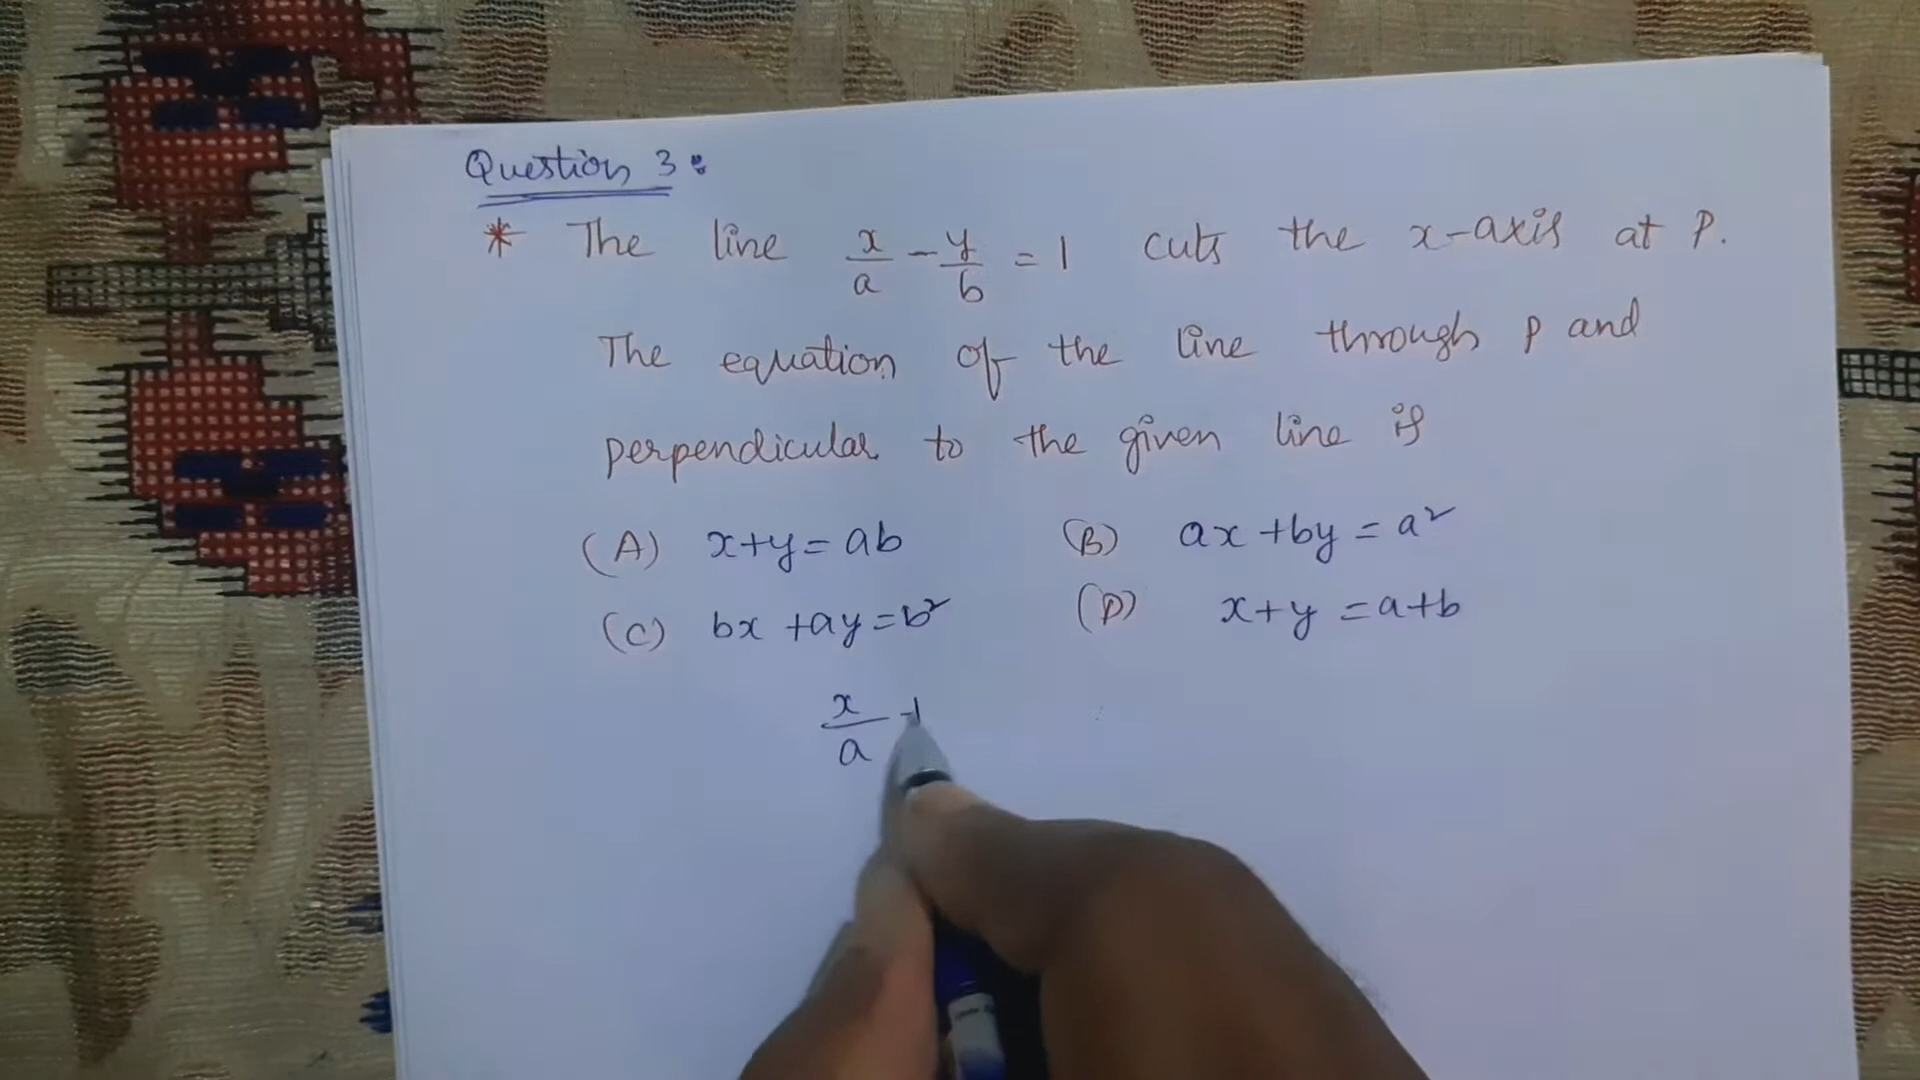 Question 3:
* The line x/a - y/b = 1 cuts the x-axis at P.
The equation of the line through P and
perpendicular to the given line is
(A) x+y = ab (B) ax + by = a²
(C) bx + ay = b² (D) x + y = a+b
x/a -